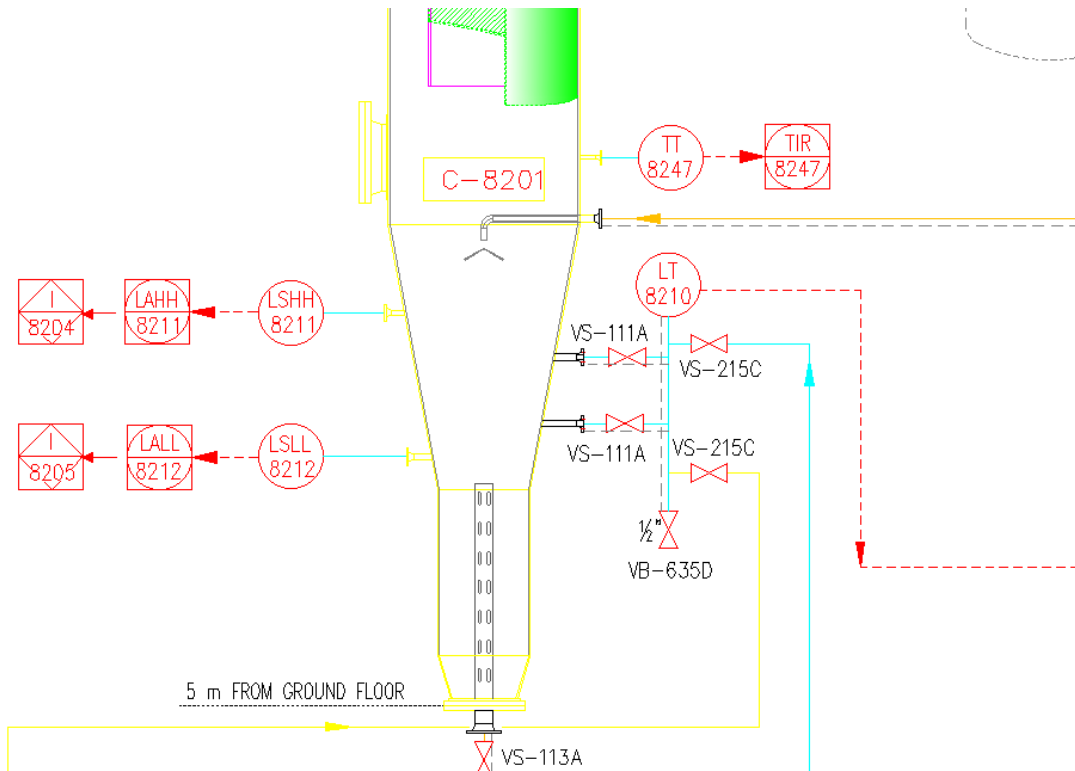 TT
8247
TIR
8247
C-8201
LT
8210
I
8204
LAHH
8211
LSHH
8211
VS-111A
VS-215C
I
8205
LALL
8212
LSLL
8212
VS-111A
VS-215C
½"
VB-635D
5 m FROM GROUND FLOOR
VS-113A